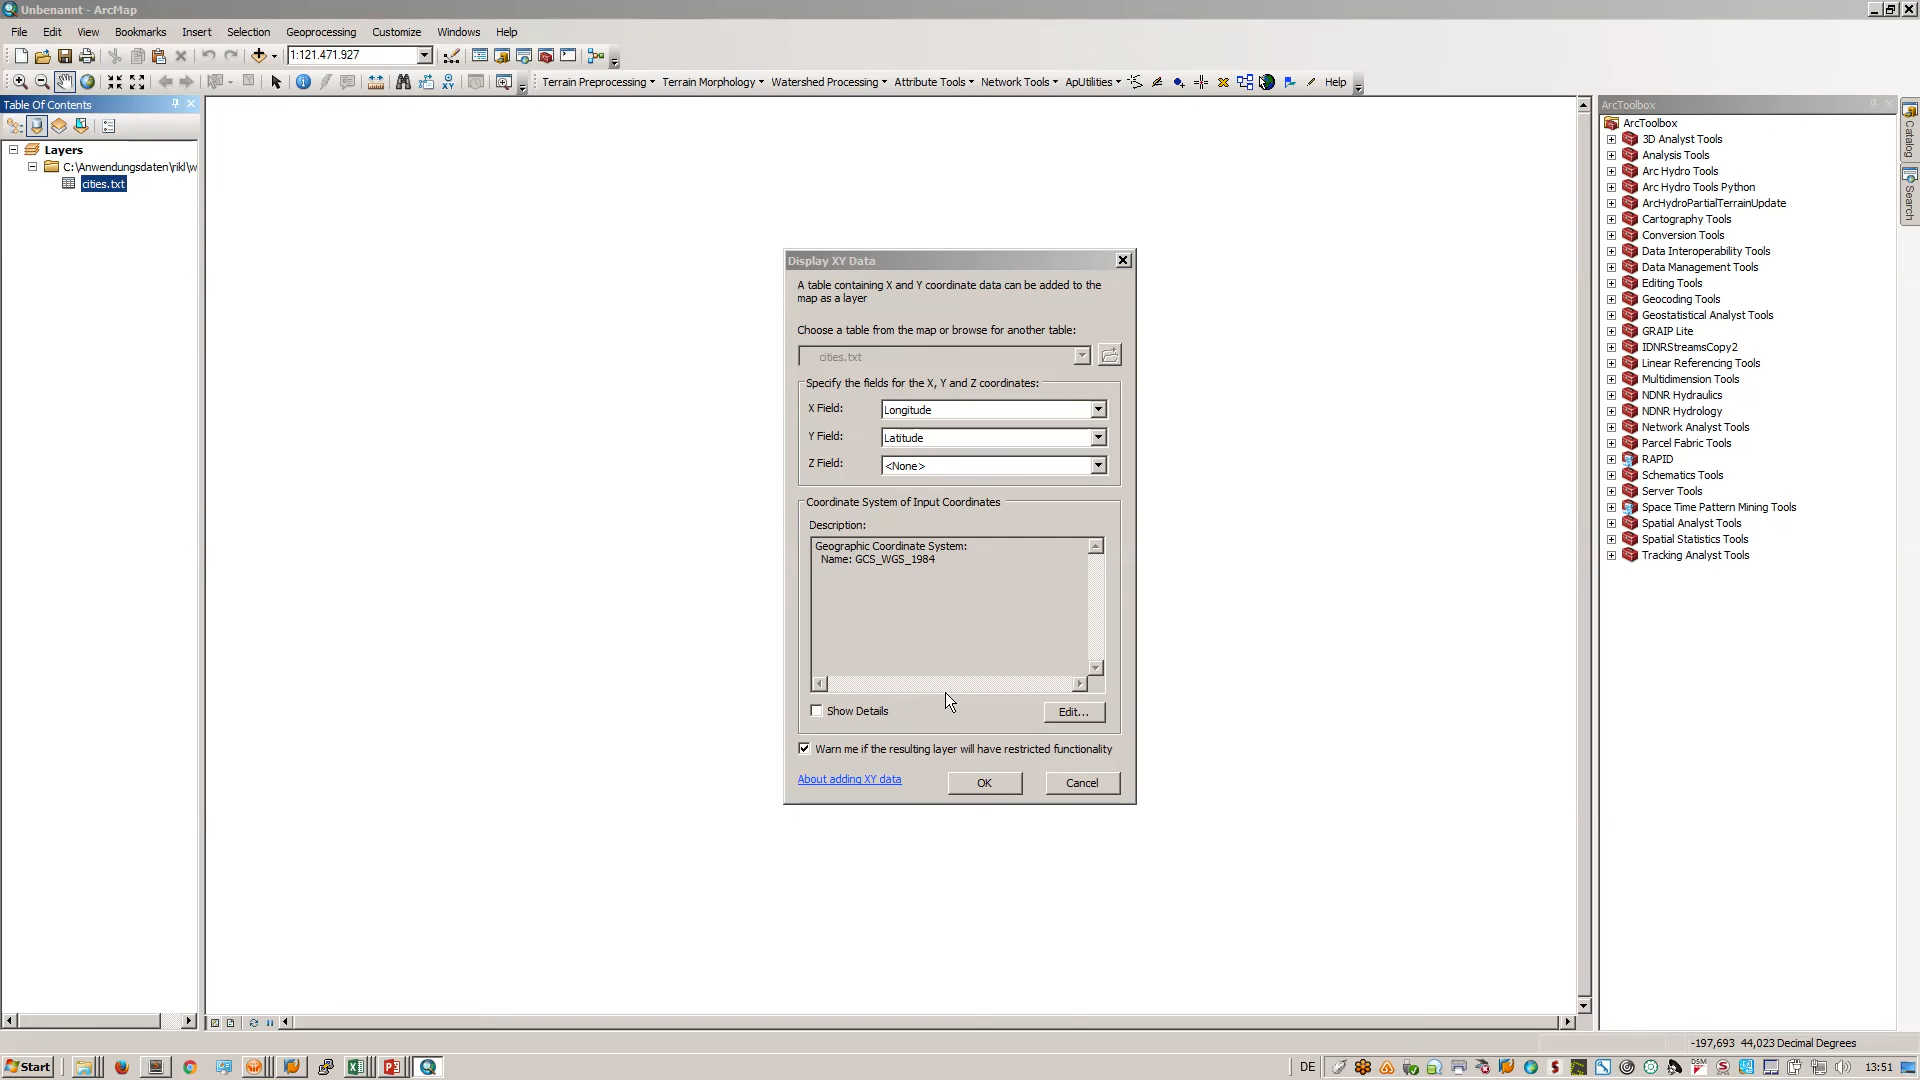 Unbenannt - ArcMap
File Edit View Bookmarks Insert Selection Geoprocessing Customize Windows Help
1:121.471.927
Terrain Preprocessing Terrain Morphology Watershed Processing Attribute Tools Network Tools ApUtilities Help
Table Of Contents
Layers
C:\Anwendungsdaten\rikl\w
cities.txt
Display XY Data
A table containing X and Y coordinate data can be added to the
map as a layer
Choose a table from the map or browse for another table:
cities.txt
Specify the fields for the X, Y and Z coordinates:
X Field: Longitude
Y Field: Latitude
Z Field: <None>
Coordinate System of Input Coordinates
Description:
Geographic Coordinate System:
Name: GCS_WGS_1984
Show Details Edit...
Warn me if the resulting layer will have restricted functionality
About adding XY data OK Cancel
ArcToolbox
ArcToolbox
3D Analyst Tools
Analysis Tools
Arc Hydro Tools
Arc Hydro Tools Python
ArcHydroPartialTerrainUpdate
Cartography Tools
Conversion Tools
Data Interoperability Tools
Data Management Tools
Editing Tools
Geocoding Tools
Geostatistical Analyst Tools
GRAIP Lite
IDNRStreamsCopy2
Linear Referencing Tools
Multidimension Tools
NDNR Hydraulics
NDNR Hydrology
Network Analyst Tools
Parcel Fabric Tools
RAPID
Schematics Tools
Server Tools
Space Time Pattern Mining Tools
Spatial Analyst Tools
Spatial Statistics Tools
Tracking Analyst Tools
Catalog
Search
-197,693 44,023 Decimal Degrees
Start DE 13:51